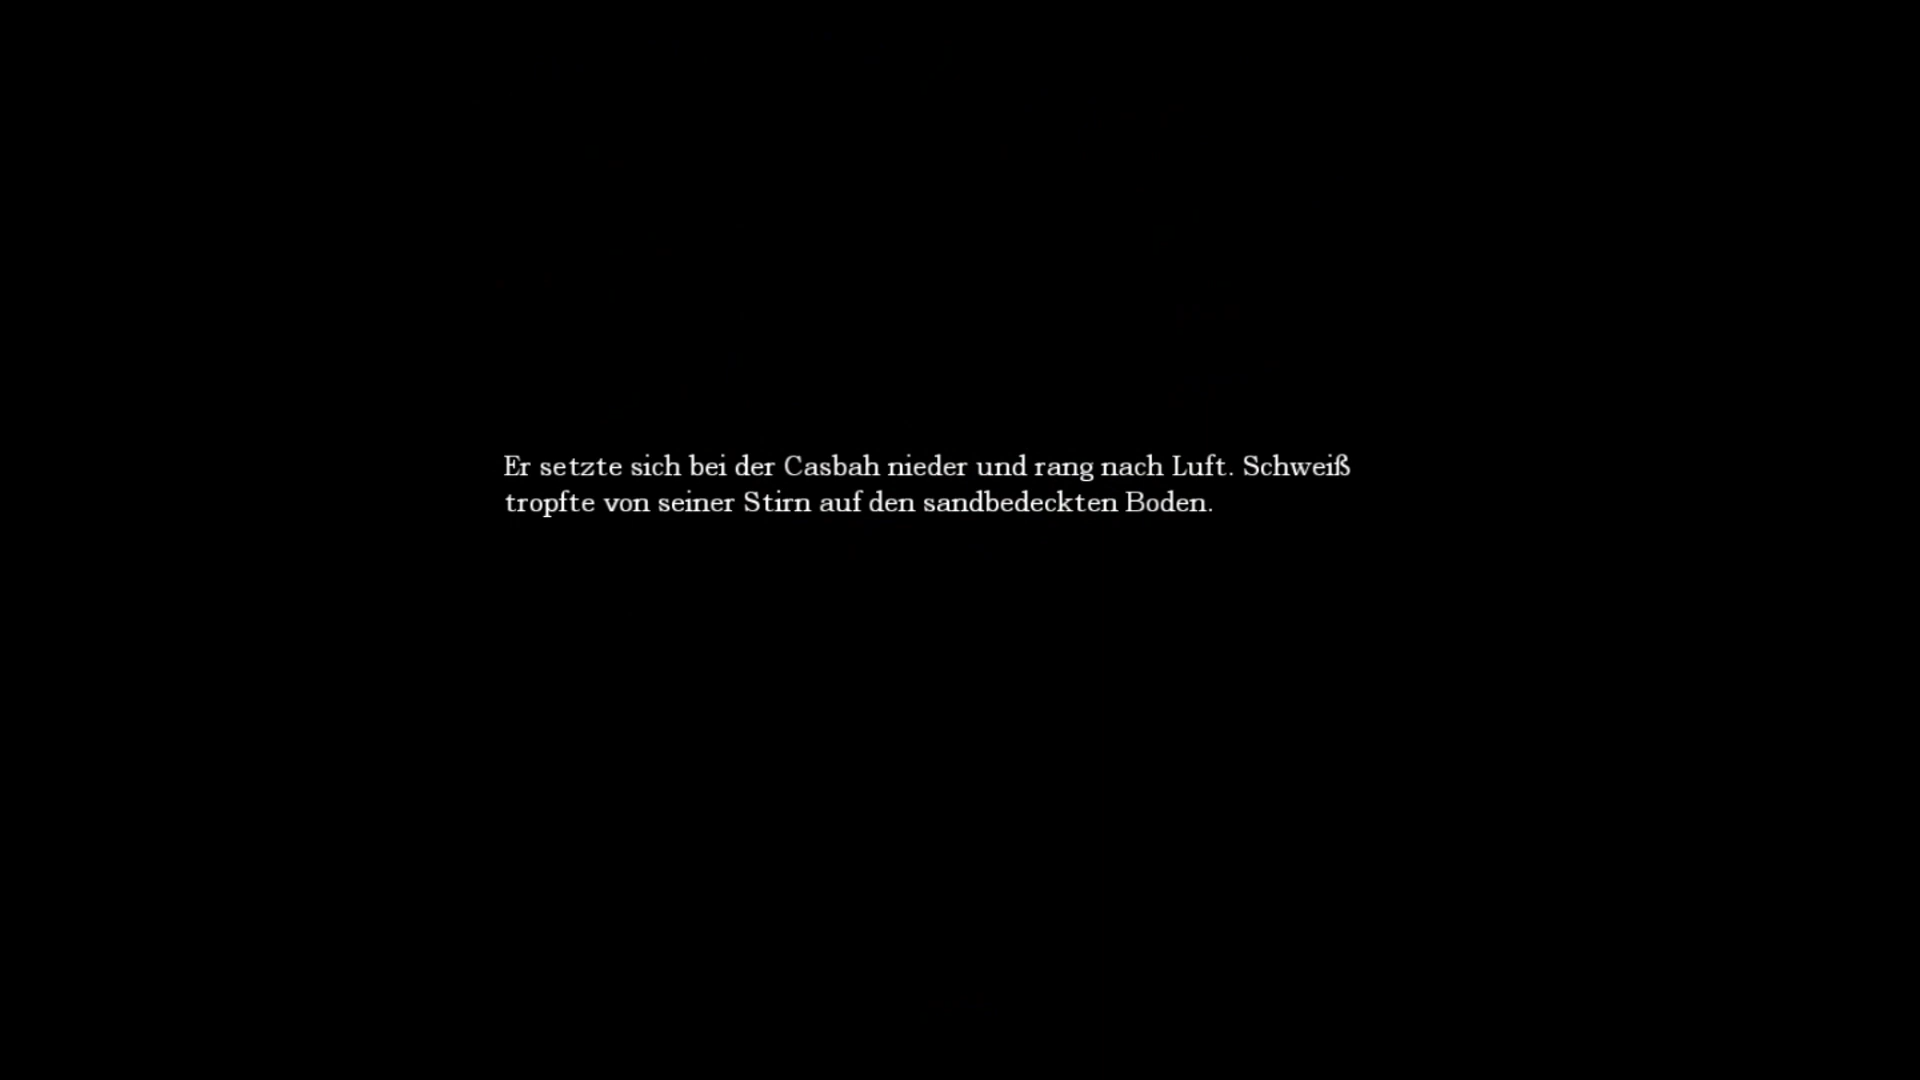 Er setzte sich bei der Casbah nieder und rang nach Luft. Schweiß
tropfte von seiner Stirn auf den sandbedeckten Boden.